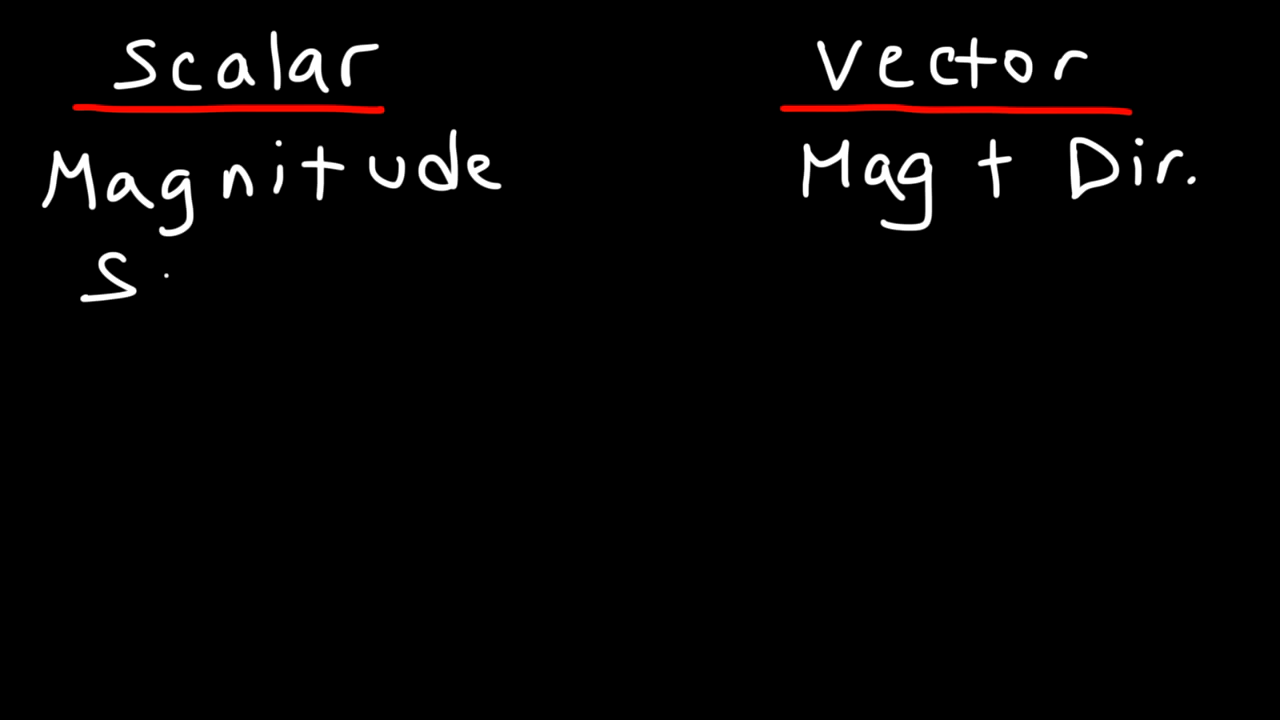 Scalar
Vector
Magnitude
Mag + Dir.
S